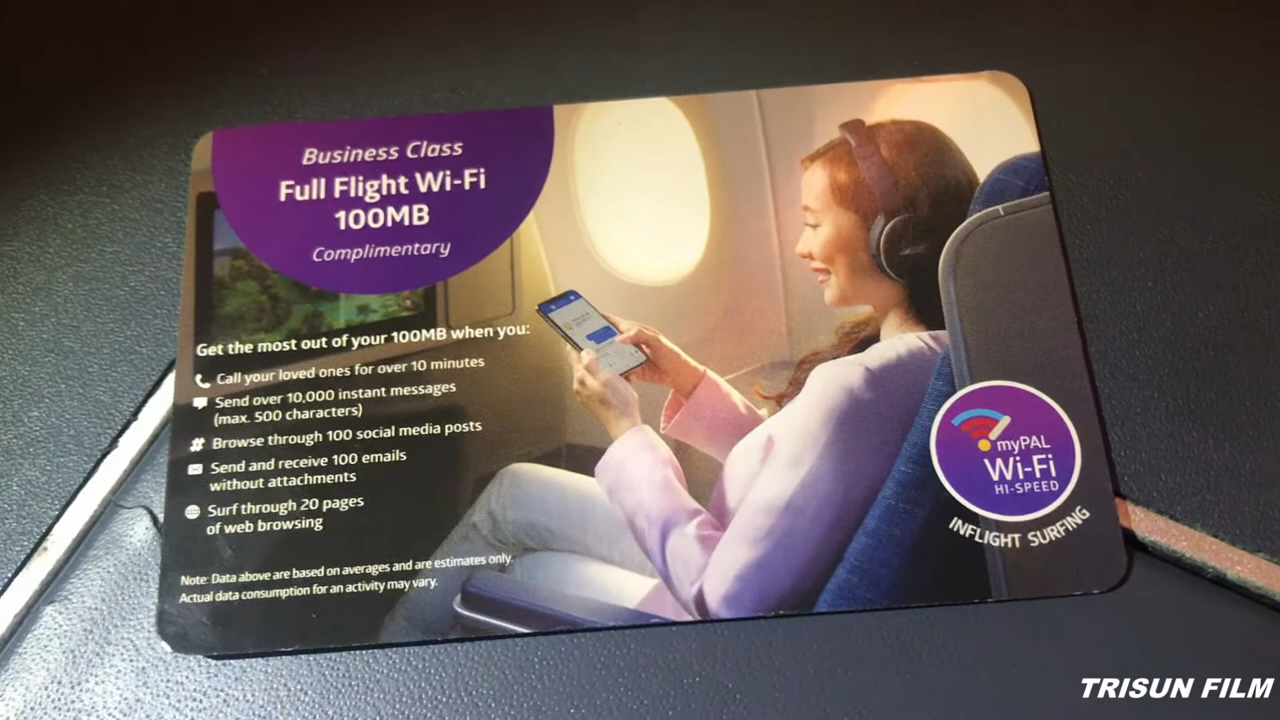 Business Class
Full Flight Wi-Fi
100MB
Complimentary
Get the most out of your 100MB when you:
Call your loved ones for over 10 minutes
Send over 10,000 instant messages
(max. 500 characters)
# Browse through 100 social media posts
Send and receive 100 emails
without attachments
Surf through 20 pages
of web browsing
Note: Data above are based on averages and are estimates only.
Actual data consumption for an activity may vary.
myPAL
Wi-Fi
HI-SPEED
INFLIGHT SURFING
TRISUN FILM